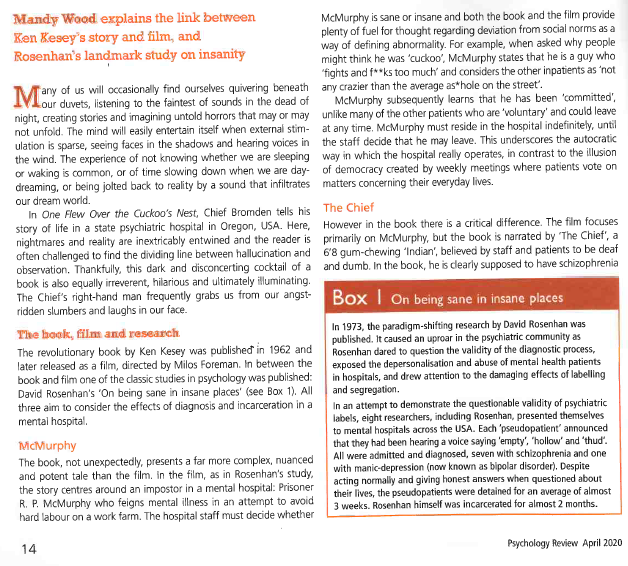 Mandy Wood explains the link between
Ken Kesey's story and film, and
Rosenhan's landmark study on insanity
Many of us will occasionally find ourselves quivering beneath
our duvets, listening to the faintest of sounds in the dead of
night, creating stories and imagining untold horrors that may or may
not unfold. The mind will easily entertain itself when external stim-
ulation is sparse, seeing faces in the shadows and hearing voices in
the wind. The experience of not knowing whether we are sleeping
or waking is common, or of time slowing down when we are day-
dreaming, or being jolted back to reality by a sound that infiltrates
our dream world.
In One Flew Over the Cuckoo's Nest, Chief Bromden tells his
story of life in a state psychiatric hospital in Oregon, USA. Here,
nightmares and reality are inextricably entwined and the reader is
often challenged to find the dividing line between hallucination and
observation. Thankfully, this dark and disconcerting cocktail of a
book is also equally irreverent, hilarious and ultimately illuminating.
The Chief's right-hand man frequently grabs us from our angst-
ridden slumbers and laughs in our face.
The book, film and research
The revolutionary book by Ken Kesey was published in 1962 and
later released as a film, directed by Milos Foreman. In between the
book and film one of the classic studies in psychology was published:
David Rosenhan's 'On being sane in insane places' (see Box 1). All
three aim to consider the effects of diagnosis and incarceration in a
mental hospital.
McMurphy
The book, not unexpectedly, presents a far more complex, nuanced
and potent tale than the film. In the film, as in Rosenhan's study,
the story centres around an impostor in a mental hospital: Prisoner
R. P. McMurphy who feigns mental illness in an attempt to avoid
hard labour on a work farm. The hospital staff must decide whether
McMurphy is sane or insane and both the book and the film provide
plenty of fuel for thought regarding deviation from social norms as a
way of defining abnormality. For example, when asked why people
might think he was 'cuckoo', McMurphy states that he is a guy who
'fights and f**ks too much' and considers the other inpatients as 'not
any crazier than the average as*hole on the street'.
McMurphy subsequently learns that he has been 'committed',
unlike many of the other patients who are 'voluntary' and could leave
at any time. McMurphy must reside in the hospital indefinitely, until
the staff decide that he may leave. This underscores the autocratic
way in which the hospital really operates, in contrast to the illusion
of democracy created by weekly meetings where patients vote on
matters concerning their everyday lives.
The Chief
However in the book there is a critical difference. The film focuses
primarily on McMurphy, but the book is narrated by 'The Chief', a
6'8 gum-chewing 'Indian', believed by staff and patients to be deaf
and dumb. In the book, he is clearly supposed to have schizophrenia
Box 1 On being sane in insane places
In 1973, the paradigm-shifting research by David Rosenhan was
published. It caused an uproar in the psychiatric community as
Rosenhan dared to question the validity of the diagnostic process,
exposed the depersonalisation and abuse of mental health patients
in hospitals, and drew attention to the damaging effects of labelling
and segregation.
In an attempt to demonstrate the questionable validity of psychiatric
labels, eight researchers, including Rosenhan, presented themselves
to mental hospitals across the USA. Each 'pseudopatient' announced
that they had been hearing a voice saying 'empty', 'hollow' and 'thud'.
All were admitted and diagnosed, seven with schizophrenia and one
with manic-depression (now known as bipolar disorder). Despite
acting normally and giving honest answers when questioned about
their lives, the pseudopatients were detained for an average of almost
3 weeks. Rosenhan himself was incarcerated for almost 2 months.
14
Psychology Review April 2020